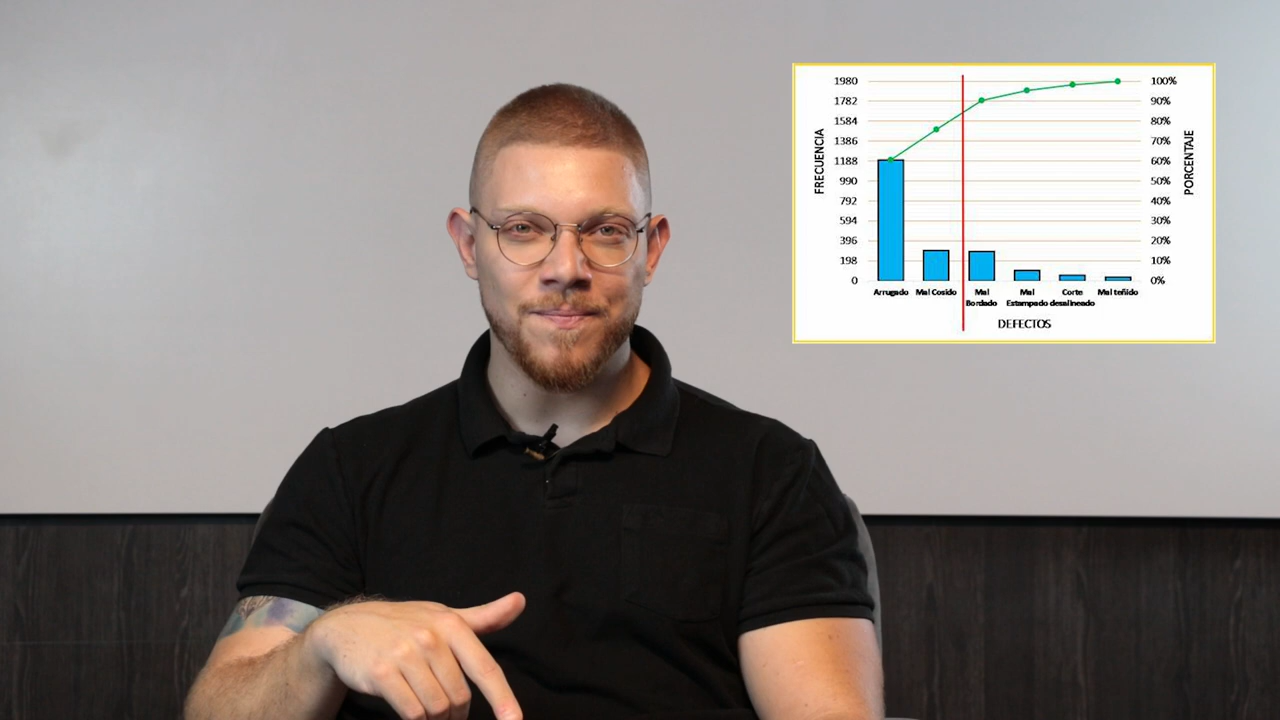 1980
1782
1584
1386
1188
990
792
594
396
198
0
FRECUENCIA
100%
90%
80%
70%
60%
50%
40%
30%
20%
10%
0%
PORCENTAJE
Arrugado
Mal Cosido
Mal
Bordado
Mal
Estampado
Corte
desalineado
Mal teñido
DEFECTOS